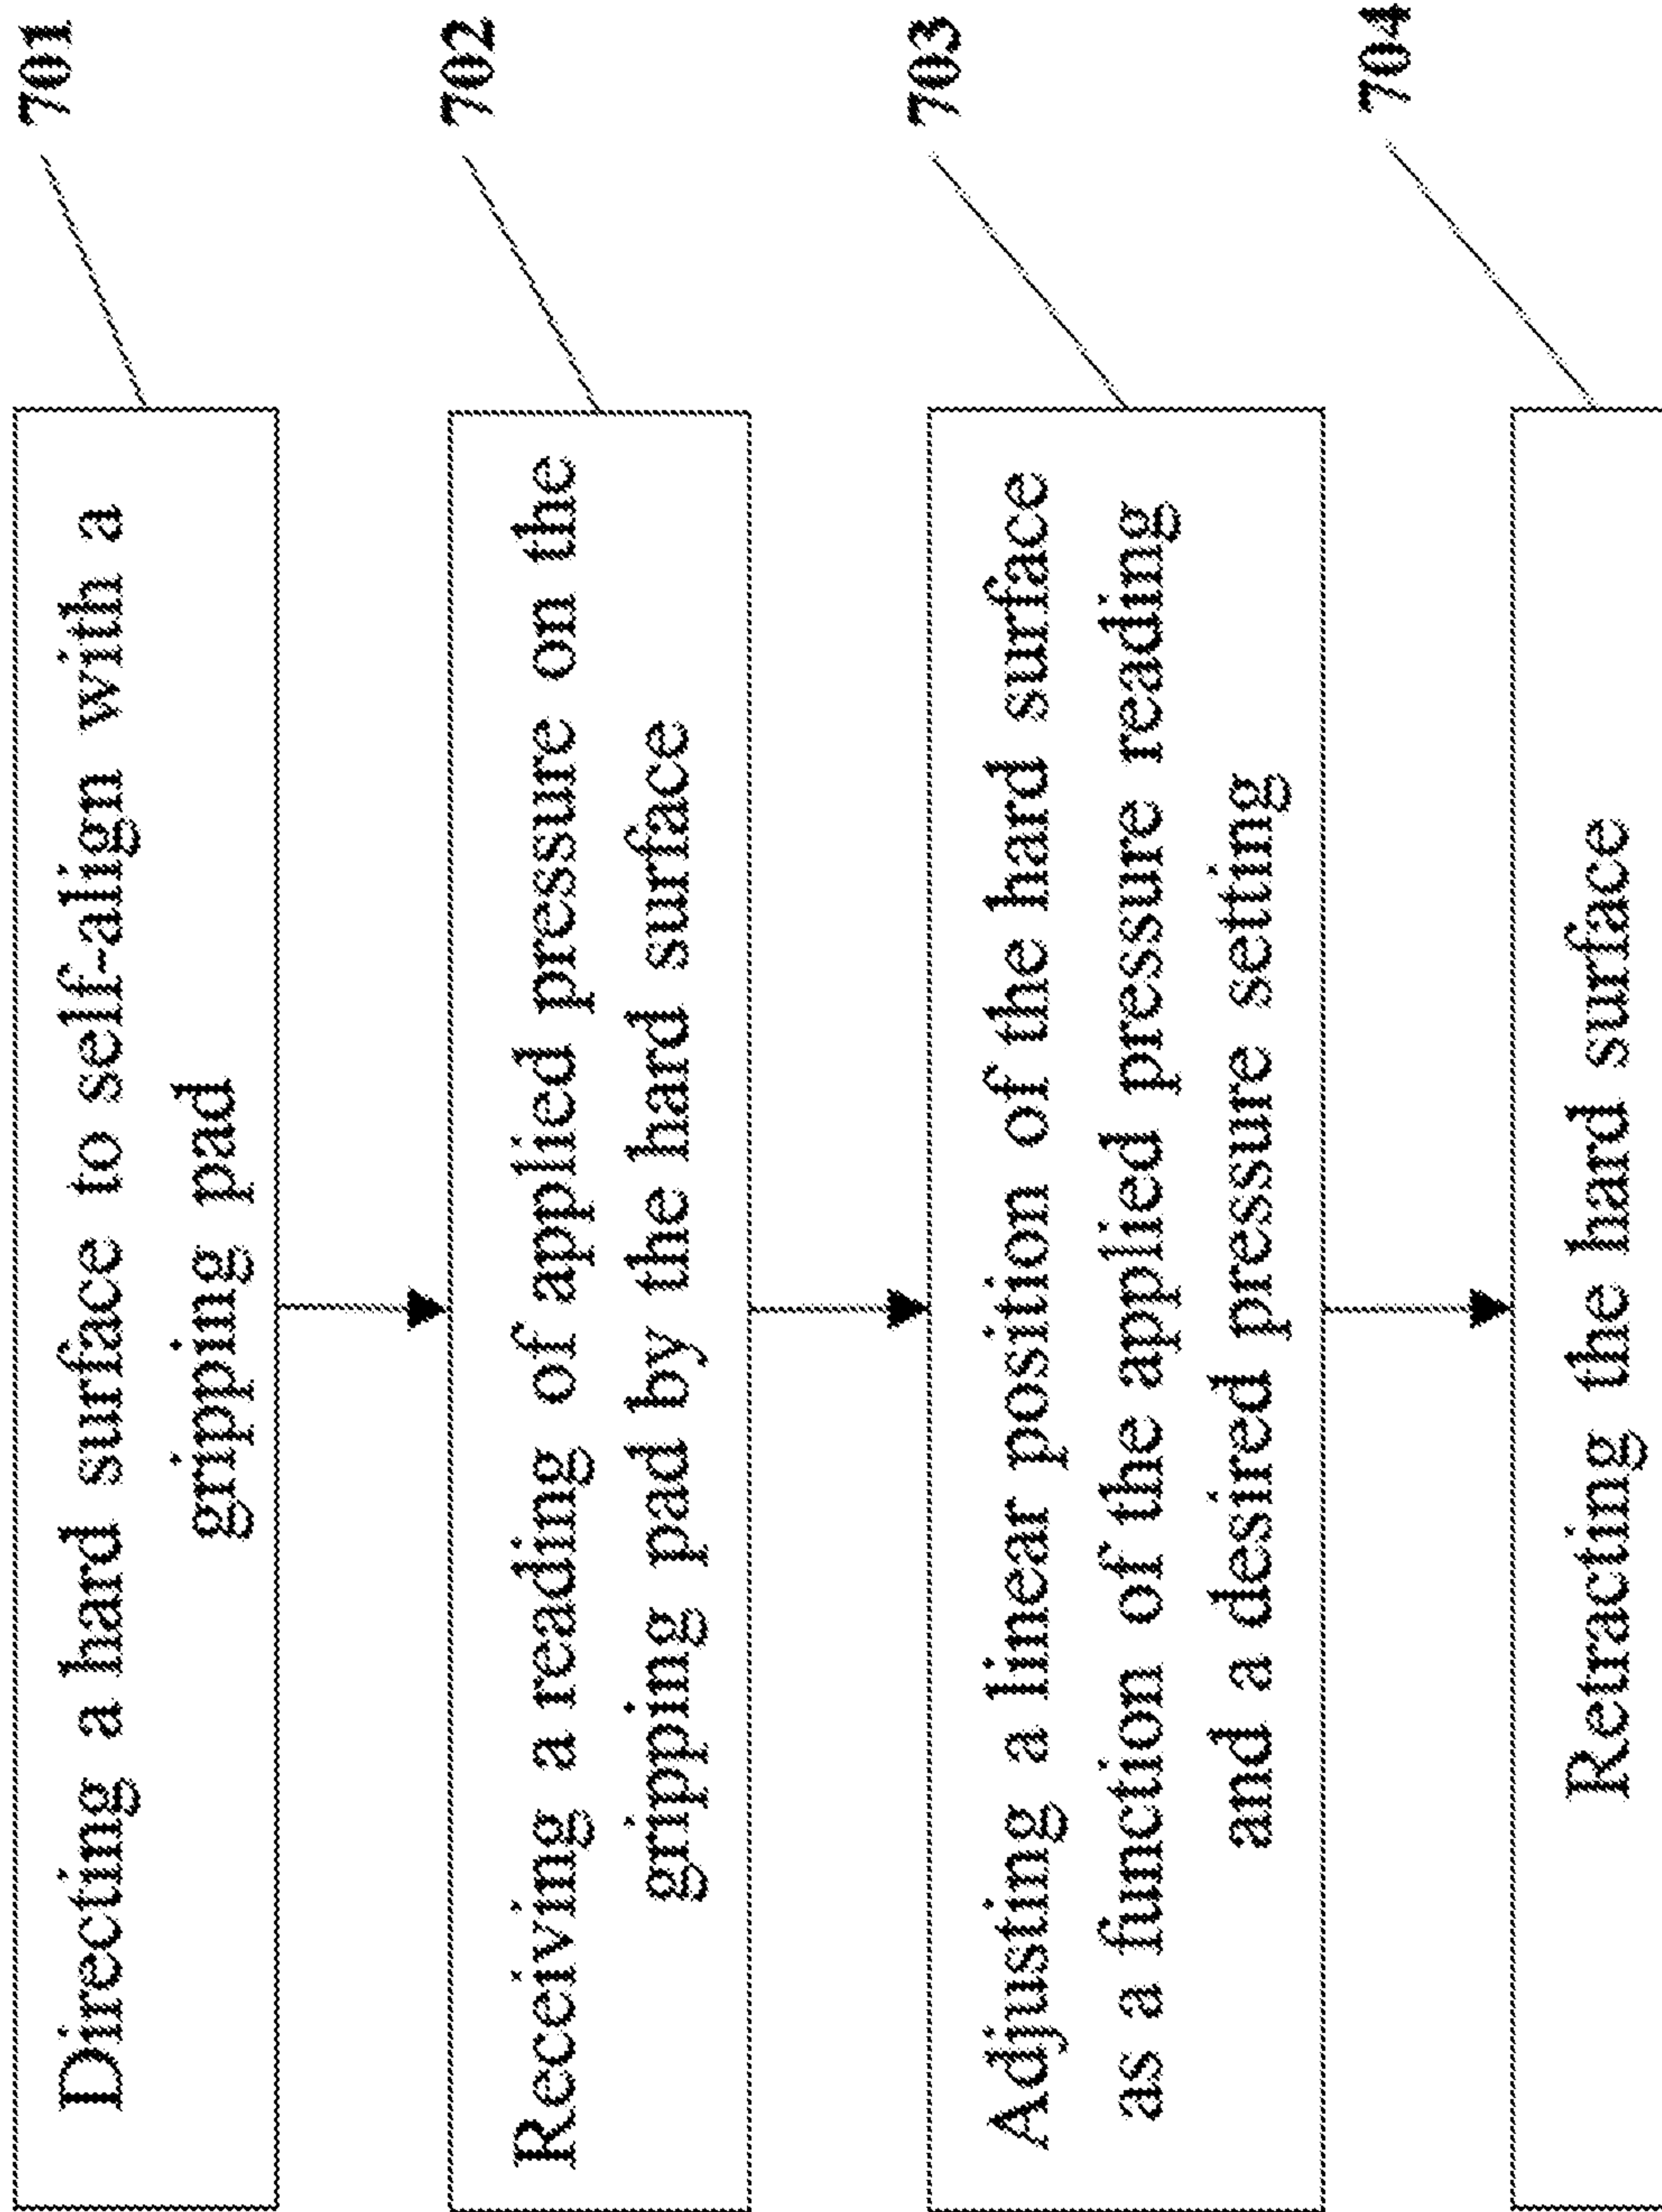 Directing a hard surface to self-align with a
gripping pad
701
Receiving a reading of applied pressure on the
gripping pad by the hard surface
702
Adjusting a linear position of the hard surface
as a function of the applied pressure reading
and a desired pressure setting
703
Retracting the hard surface
704